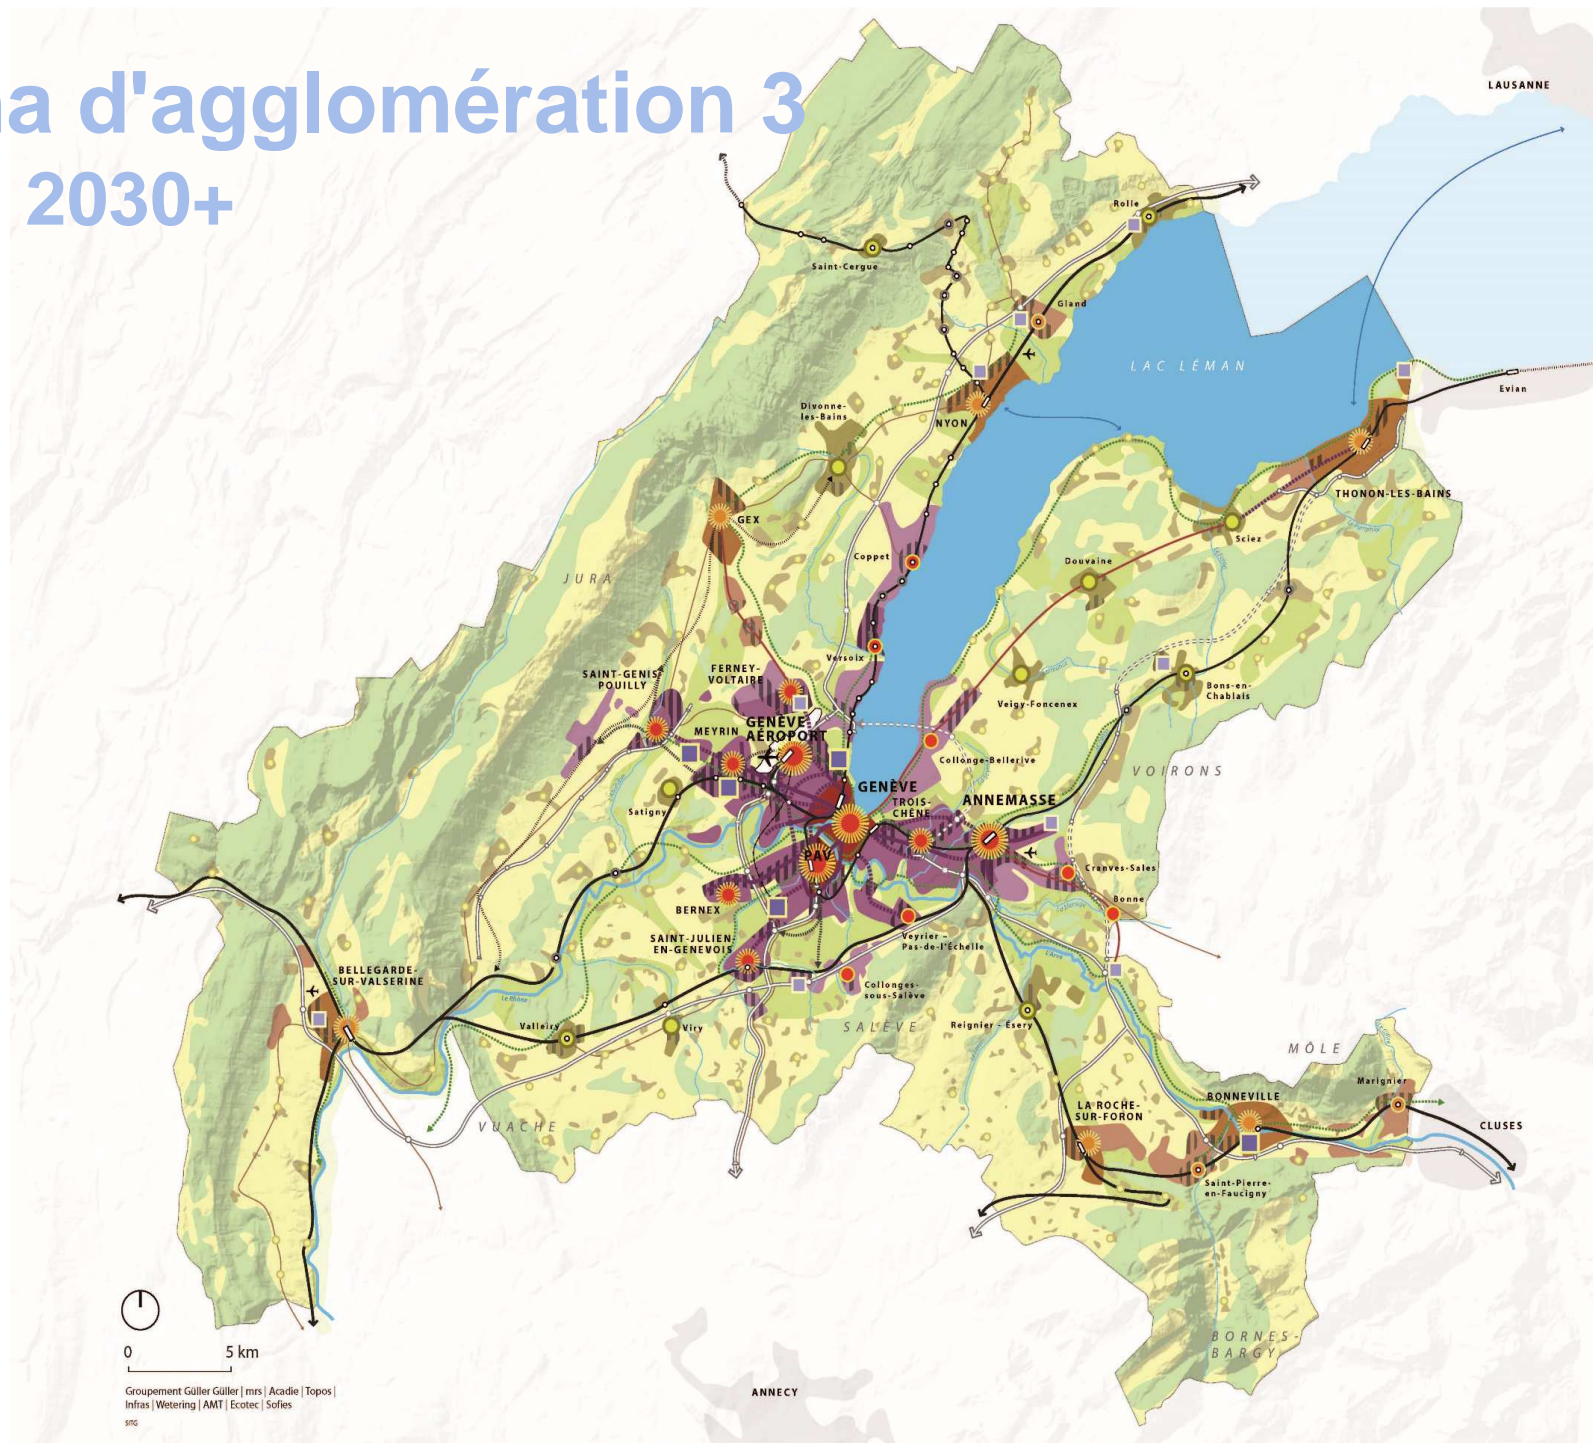 a d'agglomération 3
2030+
LAUSANNE
Rolle
Saint-Cergue
Gland
LAC LÉMAN
Evian
Divonne-
les-Bains
NYON
THONON-LES-BAINS
GEX
Sciez
Coppet
Douvaine
JURA
Versoix
SAINT-GENIS
POUILLY
FERNEY-
VOLTAIRE
Bons-en-
Chablais
Veigy-Foncenex
MEYRIN
GENÈVE
AÉROPORT
Collonge-Bellerive
VOIRONS
GENÈVE
TROIS-
CHÊNE
ANNEMASSE
Satigny
PAV
Cranves-Sales
BERNEX
Bonne
Veyrier –
Pas-de-l'Échelle
SAINT-JULIEN-
EN-GENEVOIS
L'Arve
BELLEGARDE-
SUR-VALSERINE
Collonges-
sous-Salève
Le Rhône
Valleiry
Viry
SALÈVE
Reignier - Ésery
MÔLE
Marignier
VUACHE
LA ROCHE-
SUR-FORON
BONNEVILLE
CLUSES
Saint-Pierre-
en-Faucigny
BORNES-
BARGY
0 5 km
Groupement Güller Güller | mrs | Acadie | Topos |
Infras | Wetering | AMT | Ecotec | Sofies
SITG
ANNECY